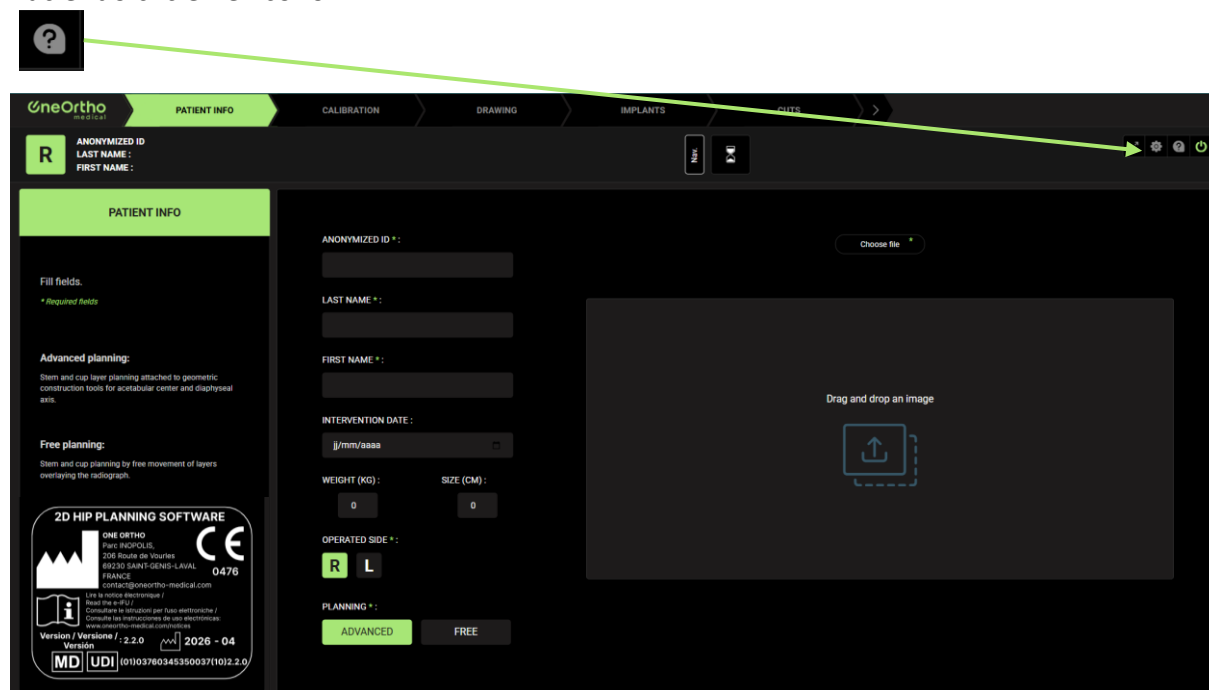 OneOrtho
medical
PATIENT INFO
CALIBRATION
DRAWING
IMPLANTS
CUTS
R
ANONYMIZED ID
LAST NAME :
FIRST NAME :
Nav.
PATIENT INFO
Fill fields.
* Required fields
Advanced planning:
Stem and cup layer planning attached to geometric
construction tools for acetabular center and diaphyseal
axis.
Free planning:
Stem and cup planning by free movement of layers
overlaying the radiograph.
2D HIP PLANNING SOFTWARE
ONE ORTHO
Parc INOPOLIS,
206 Route de Vourles
69230 SAINT-GENIS-LAVAL
FRANCE
contact@oneortho-medical.com
CE
0476
Lire la notice électronique /
Read the e-IFU /
Consultare le istruzioni per l'uso elettroniche /
Consulte las instrucciones de uso electrónicas:
www.oneortho-medical.com/notices
Version / Versione /
Versión
: 2.2.0
2026 - 04
MD UDI (01)03760345350037(10)2.2.0
ANONYMIZED ID * :
LAST NAME * :
FIRST NAME * :
INTERVENTION DATE :
jj/mm/aaaa
WEIGHT (KG) :
SIZE (CM) :
0
0
OPERATED SIDE * :
R
L
PLANNING * :
ADVANCED
FREE
Choose file *
Drag and drop an image